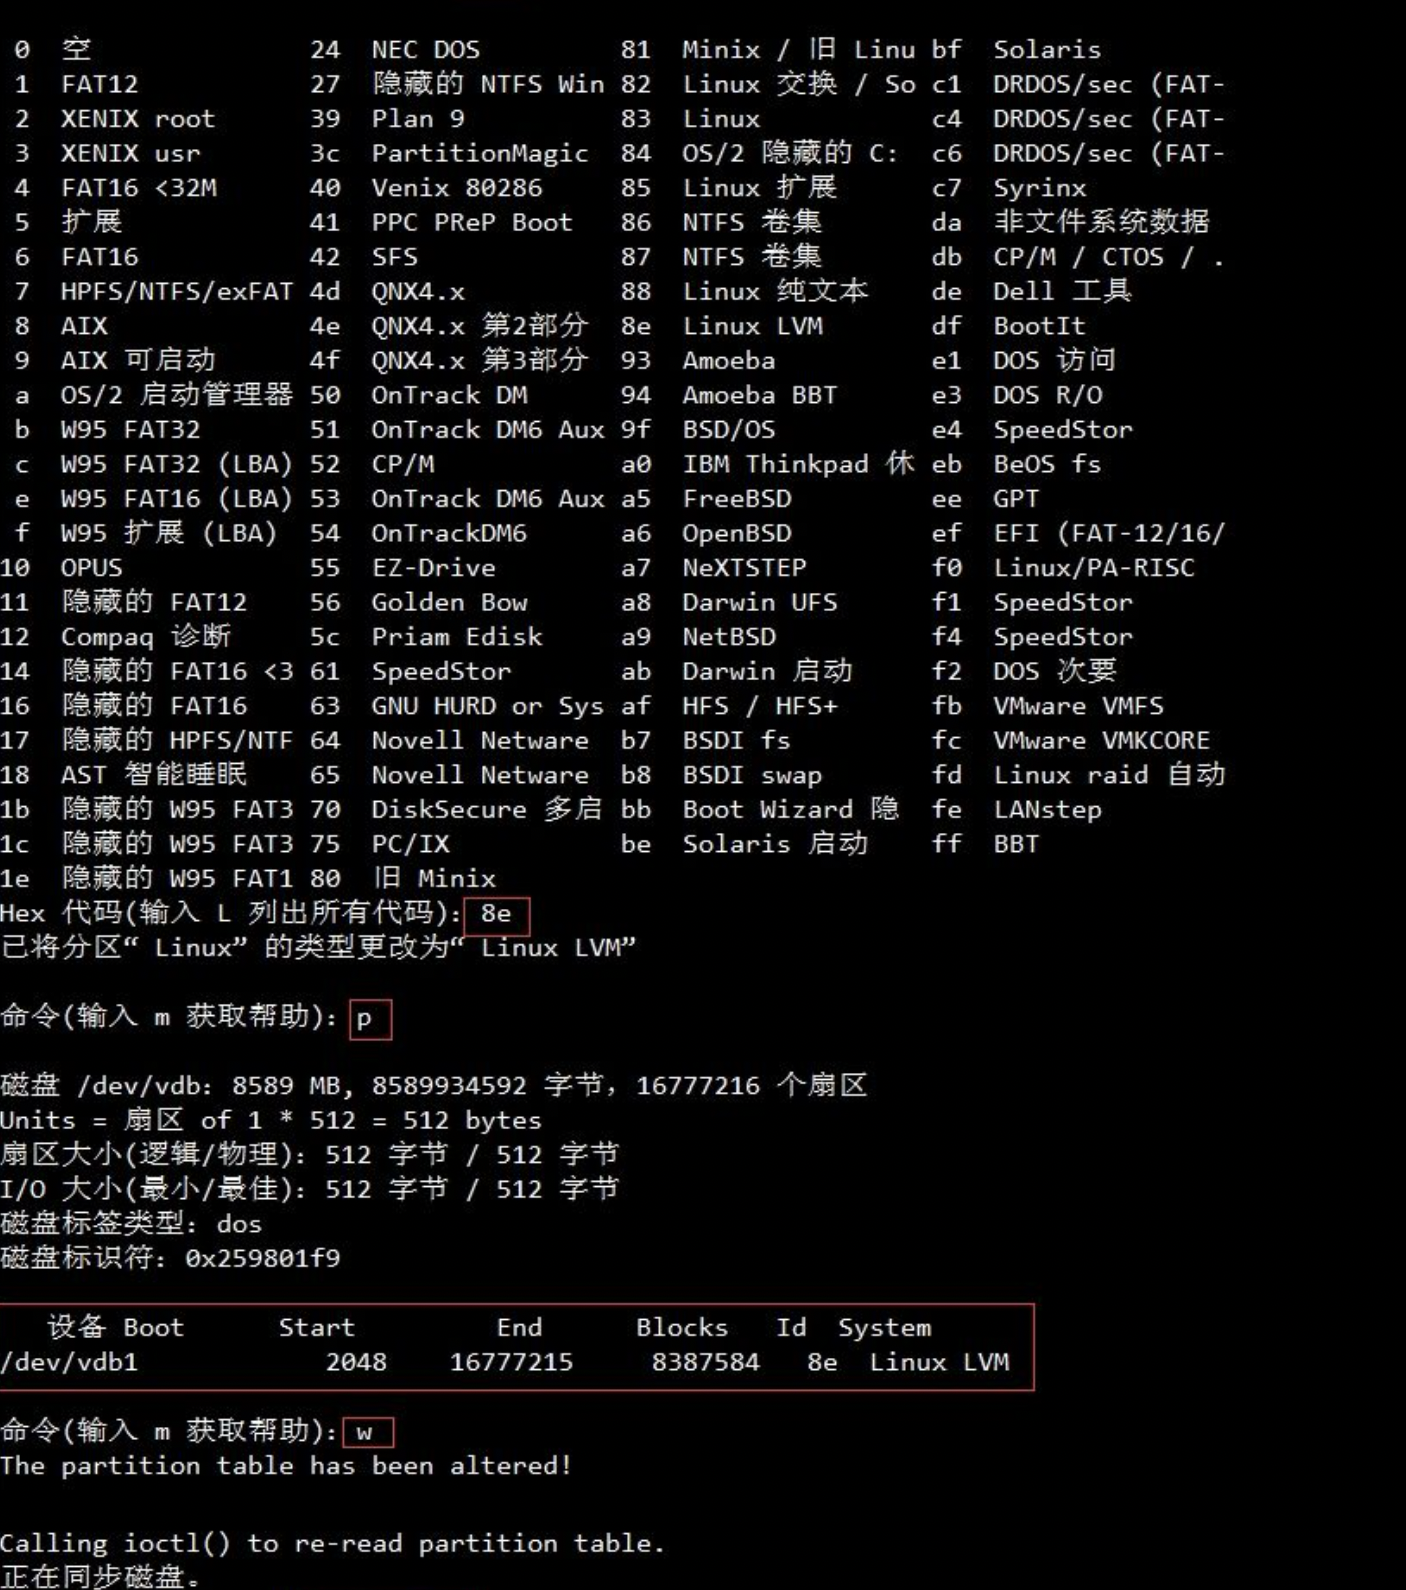 0 空 24 NEC DOS 81 Minix / 旧 Linu bf Solaris
1 FAT12 27 隐藏的 NTFS Win 82 Linux 交换 / So c1 DRDOS/sec (FAT-
2 XENIX root 39 Plan 9 83 Linux c4 DRDOS/sec (FAT-
3 XENIX usr 3c PartitionMagic 84 OS/2 隐藏的 C: c6 DRDOS/sec (FAT-
4 FAT16 <32M 40 Venix 80286 85 Linux 扩展 c7 Syrinx
5 扩展 41 PPC PReP Boot 86 NTFS 卷集 da 非文件系统数据
6 FAT16 42 SFS 87 NTFS 卷集 db CP/M / CTOS / .
7 HPFS/NTFS/exFAT 4d QNX4.x 88 Linux 纯文本 de Dell 工具
8 AIX 4e QNX4.x 第2部分 8e Linux LVM df BootIt
9 AIX 可启动 4f QNX4.x 第3部分 93 Amoeba e1 DOS 访问
a OS/2 启动管理器 50 OnTrack DM 94 Amoeba BBT e3 DOS R/O
b W95 FAT32 51 OnTrack DM6 Aux 9f BSD/OS e4 SpeedStor
c W95 FAT32 (LBA) 52 CP/M a0 IBM Thinkpad 休 eb BeOS fs
e W95 FAT16 (LBA) 53 OnTrack DM6 Aux a5 FreeBSD ee GPT
f W95 扩展 (LBA) 54 OnTrackDM6 a6 OpenBSD ef EFI (FAT-12/16/
10 OPUS 55 EZ-Drive a7 NeXTSTEP f0 Linux/PA-RISC
11 隐藏的 FAT12 56 Golden Bow a8 Darwin UFS f1 SpeedStor
12 Compaq 诊断 5c Priam Edisk a9 NetBSD f4 SpeedStor
14 隐藏的 FAT16 <3 61 SpeedStor ab Darwin 启动 f2 DOS 次要
16 隐藏的 FAT16 63 GNU HURD or Sys af HFS / HFS+ fb VMware VMFS
17 隐藏的 HPFS/NTF 64 Novell Netware b7 BSDI fs fc VMware VMKCORE
18 AST 智能睡眠 65 Novell Netware b8 BSDI swap fd Linux raid 自动
1b 隐藏的 W95 FAT3 70 DiskSecure 多启 bb Boot Wizard 隐 fe LANstep
1c 隐藏的 W95 FAT3 75 PC/IX be Solaris 启动 ff BBT
1e 隐藏的 W95 FAT1 80 旧 Minix
Hex 代码(输入 L 列出所有代码)：8e
已将分区“ Linux” 的类型更改为“ Linux LVM”
命令(输入 m 获取帮助)：p
磁盘 /dev/vdb：8589 MB, 8589934592 字节，16777216 个扇区
Units = 扇区 of 1 * 512 = 512 bytes
扇区大小(逻辑/物理)：512 字节 / 512 字节
I/O 大小(最小/最佳)：512 字节 / 512 字节
磁盘标签类型：dos
磁盘标识符：0x259801f9
设备 Boot Start End Blocks Id System
/dev/vdb1 2048 16777215 8387584 8e Linux LVM
命令(输入 m 获取帮助)：w
The partition table has been altered!
Calling ioctl() to re-read partition table.
正在同步磁盘。